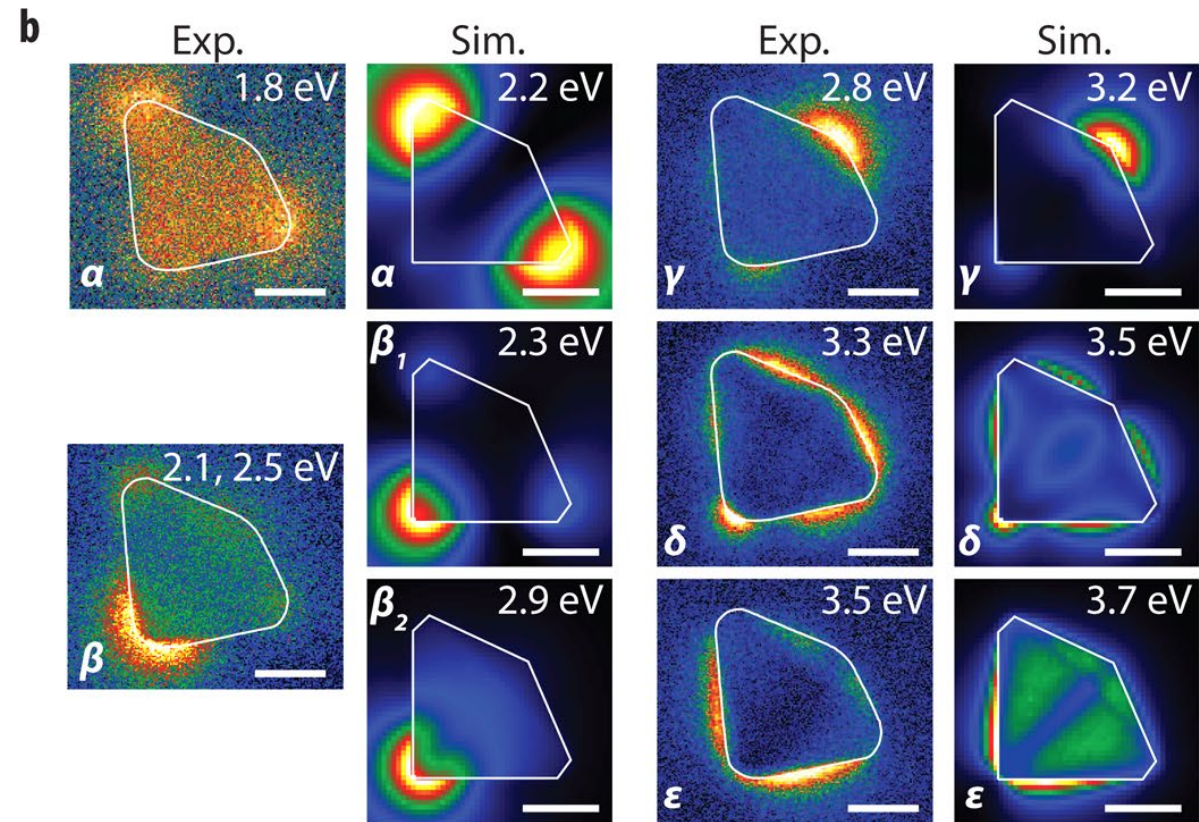 b
Exp. Sim. Exp. Sim.
1.8 eV 2.2 eV 2.8 eV 3.2 eV
α α γ γ
β1 2.3 eV 3.3 eV 3.5 eV
δ δ
2.1, 2.5 eV
β
β2 2.9 eV 3.5 eV 3.7 eV
ε ε